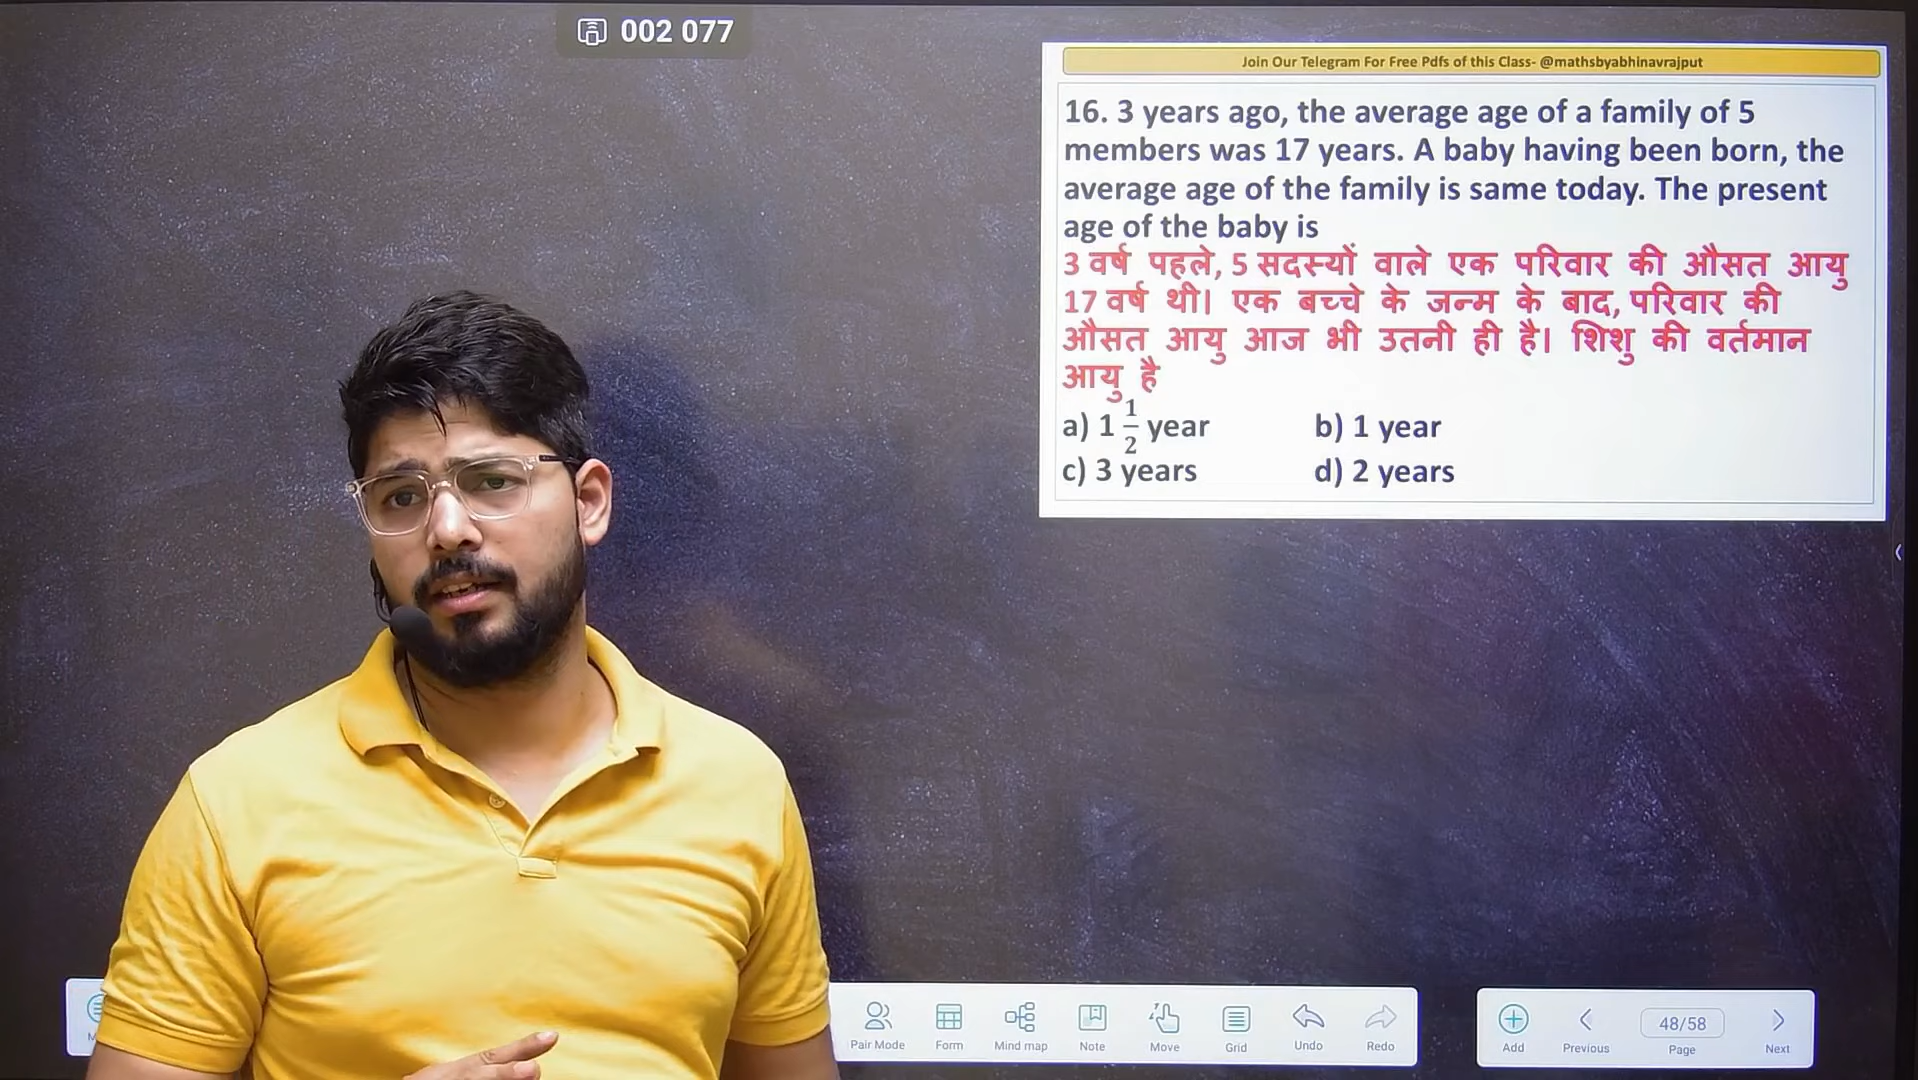 002 077
Join Our Telegram For Free Pdfs of this Class- @mathsbyabhinavrajput
16. 3 years ago, the average age of a family of 5
members was 17 years. A baby having been born, the
average age of the family is same today. The present
age of the baby is
3 वर्ष पहले, 5 सदस्यों वाले एक परिवार की औसत आयु
17 वर्ष थी। एक बच्चे के जन्म के बाद, परिवार की
औसत आयु आज भी उतनी ही है। शिशु की वर्तमान
आयु है
a) 1 1/2 year b) 1 year
c) 3 years d) 2 years
Pair Mode Form Mind map Note Move Grid Undo Redo Add Previous 48/58 Page Next